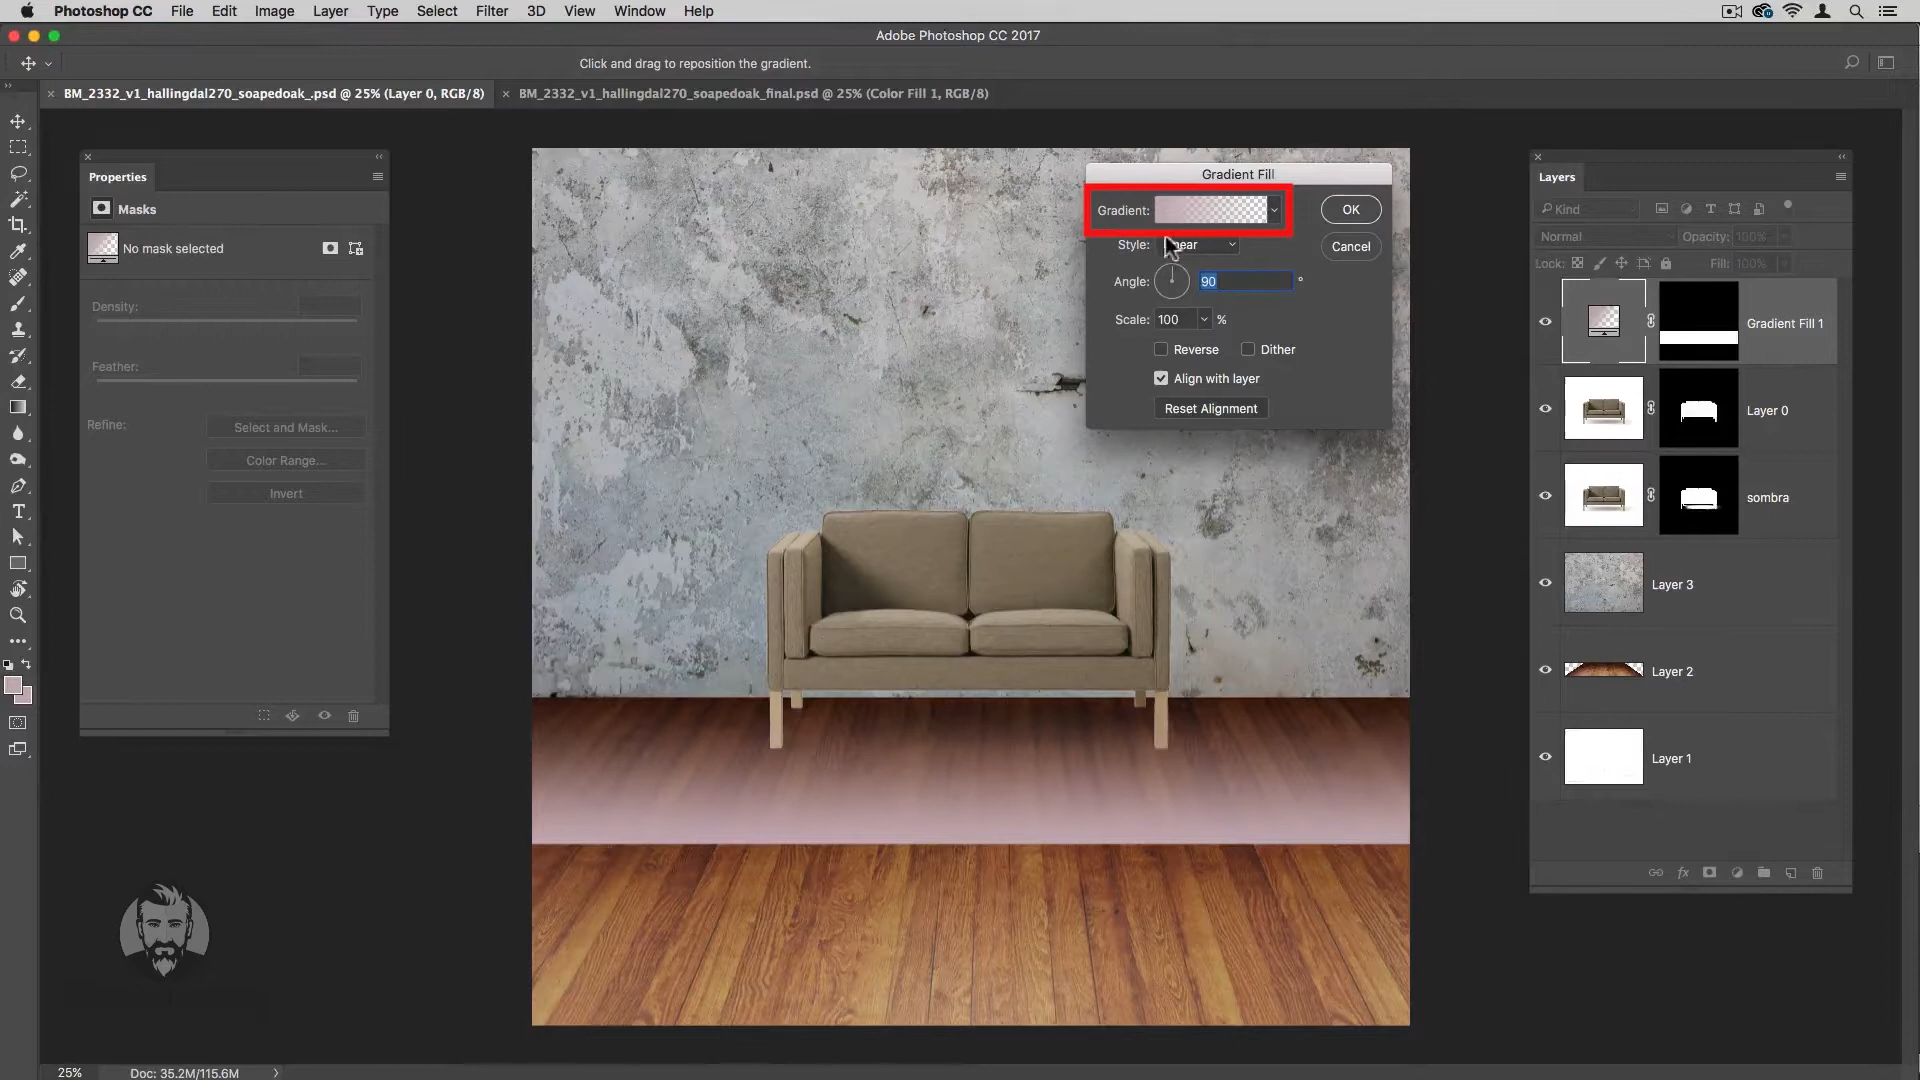 Photoshop CC File Edit Image Layer Type Select Filter 3D View Window Help
Adobe Photoshop CC 2017
Click and drag to reposition the gradient.
BM_2332_v1_hallingdal270_soapedoak_.psd @ 25% (Layer 0, RGB/8)
BM_2332_v1_hallingdal270_soapedoak_final.psd @ 25% (Color Fill 1, RGB/8)
Properties
Masks
No mask selected
Density:
Feather:
Refine:
Select and Mask...
Color Range...
Invert
Gradient Fill
Gradient:
OK
Style:
Cancel
Angle: 90 °
Scale: 100 %
Reverse Dither
Align with layer
Reset Alignment
Layers
Kind
Normal Opacity: 100%
Lock: Fill: 100%
Gradient Fill 1
Layer 0
sombra
Layer 3
Layer 2
Layer 1
25% Doc: 35.2M/115.6M